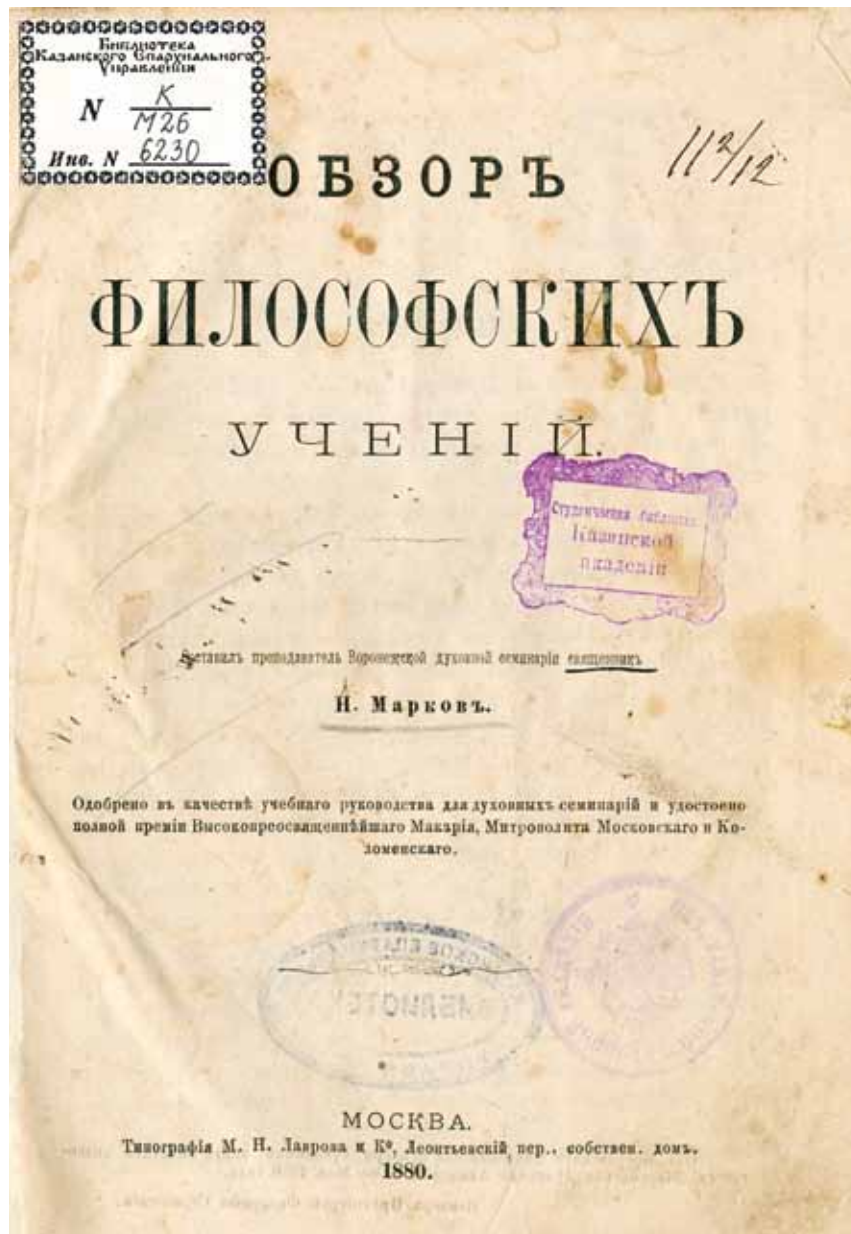 Библиотека
Казанского Епархиального
Управления
N К
М26
Инв. N 6230
112/12
ОБЗОРЪ
ФИЛОСОФСКИХЪ
УЧЕНІЙ.
Студенческая библіотека
Казанской
академіи
Составилъ преподаватель Воронежской духовной семинаріи священникъ
Н. Марковъ.
Одобрено въ качествѣ учебнаго руководства для духовныхъ семинарій и удостоено
полной преміи Высокопреосвященнѣйшаго Макарія, Митрополита Московскаго и Ко-
ломенскаго.
МОСКВА.
Типографія М. Н. Лаврова и К°, Леонтьевскій пер., собствен. домъ.
1880.